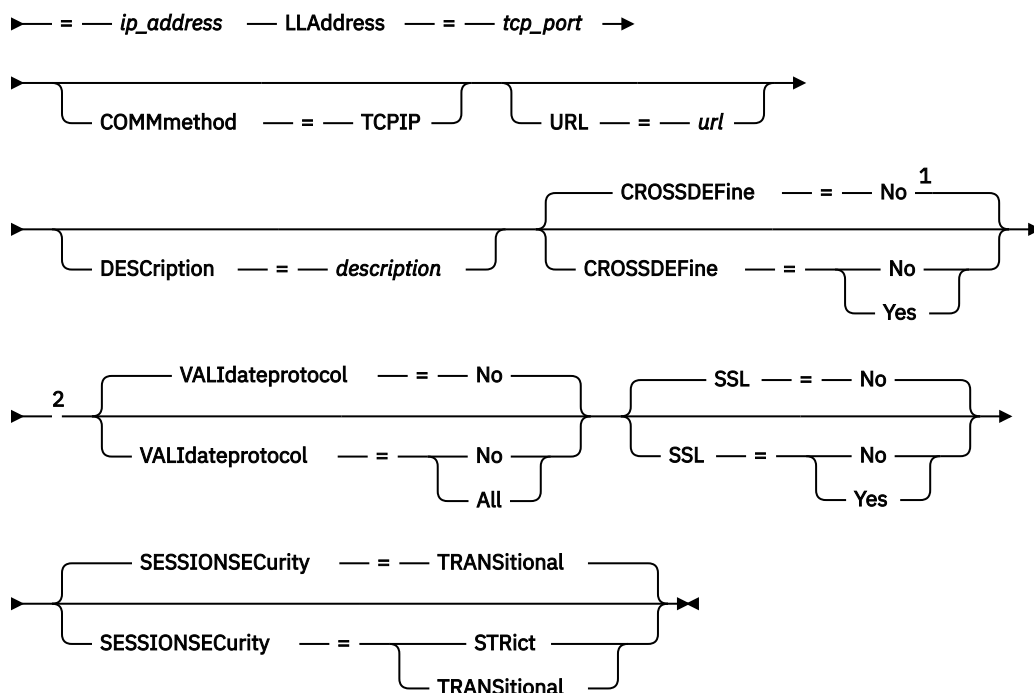 = ip_address LLAddress = tcp_port
COMMmethod = TCPIP URL = url
CROSSDEFine = No 1
DESCription = description CROSSDEFine = No
Yes
2 VALIdateprotocol = No SSL = No
VALIdateprotocol = No SSL = No
All Yes
SESSIONSECurity = TRANSitional
SESSIONSECurity = STRict
TRANSitional